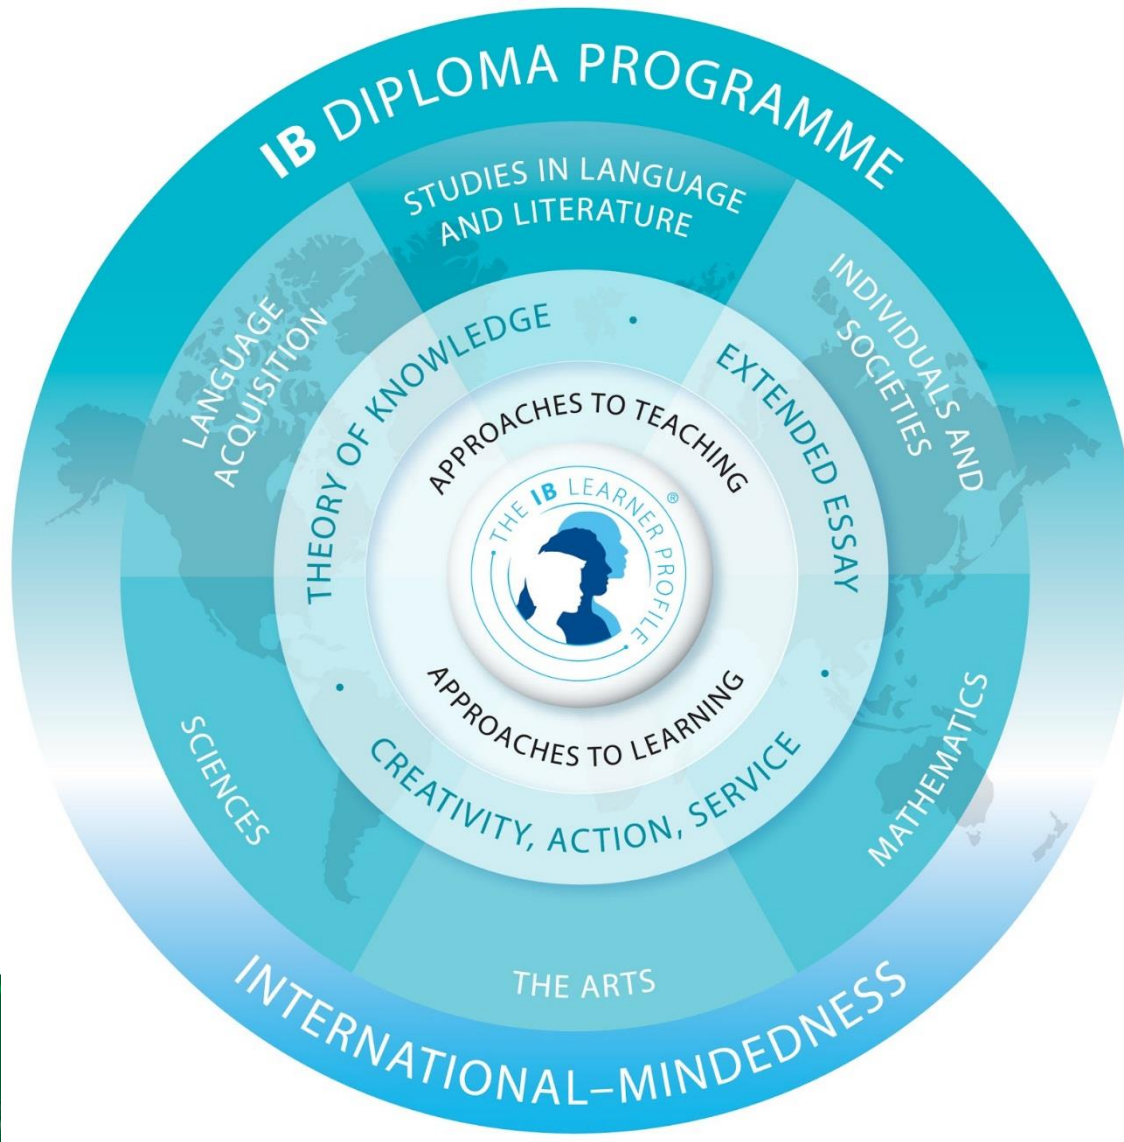 IB DIPLOMA PROGRAMME
STUDIES IN LANGUAGE
AND LITERATURE
LANGUAGE
ACQUISITION
INDIVIDUALS AND
SOCIETIES
THEORY OF KNOWLEDGE
•
EXTENDED ESSAY
APPROACHES TO TEACHING
• THE IB LEARNER PROFILE •
®
APPROACHES TO LEARNING
•
CREATIVITY, ACTION, SERVICE
•
SCIENCES
MATHEMATICS
THE ARTS
INTERNATIONAL–MINDEDNESS